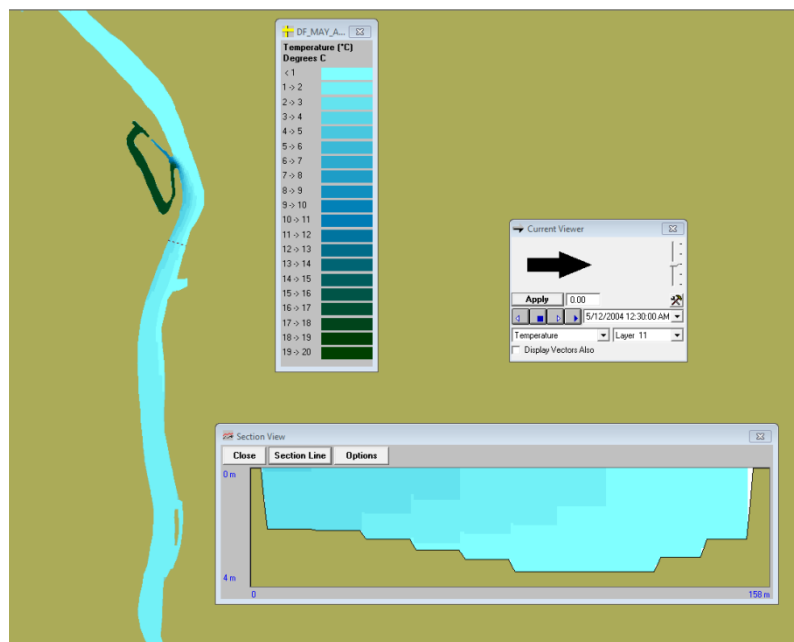 DF_MAY_A...
Temperature (°C)
Degrees C
< 1
1 -> 2
2 -> 3
3 -> 4
4 -> 5
5 -> 6
6 -> 7
7 -> 8
8 -> 9
9 -> 10
10 -> 11
11 -> 12
12 -> 13
13 -> 14
14 -> 15
15 -> 16
16 -> 17
17 -> 18
18 -> 19
19 -> 20
Current Viewer
Apply 0.00
5/12/2004 12:30:00 AM
Temperature Layer 11
Display Vectors Also
Section View
Close Section Line Options
0 m
4 m
0 158 m